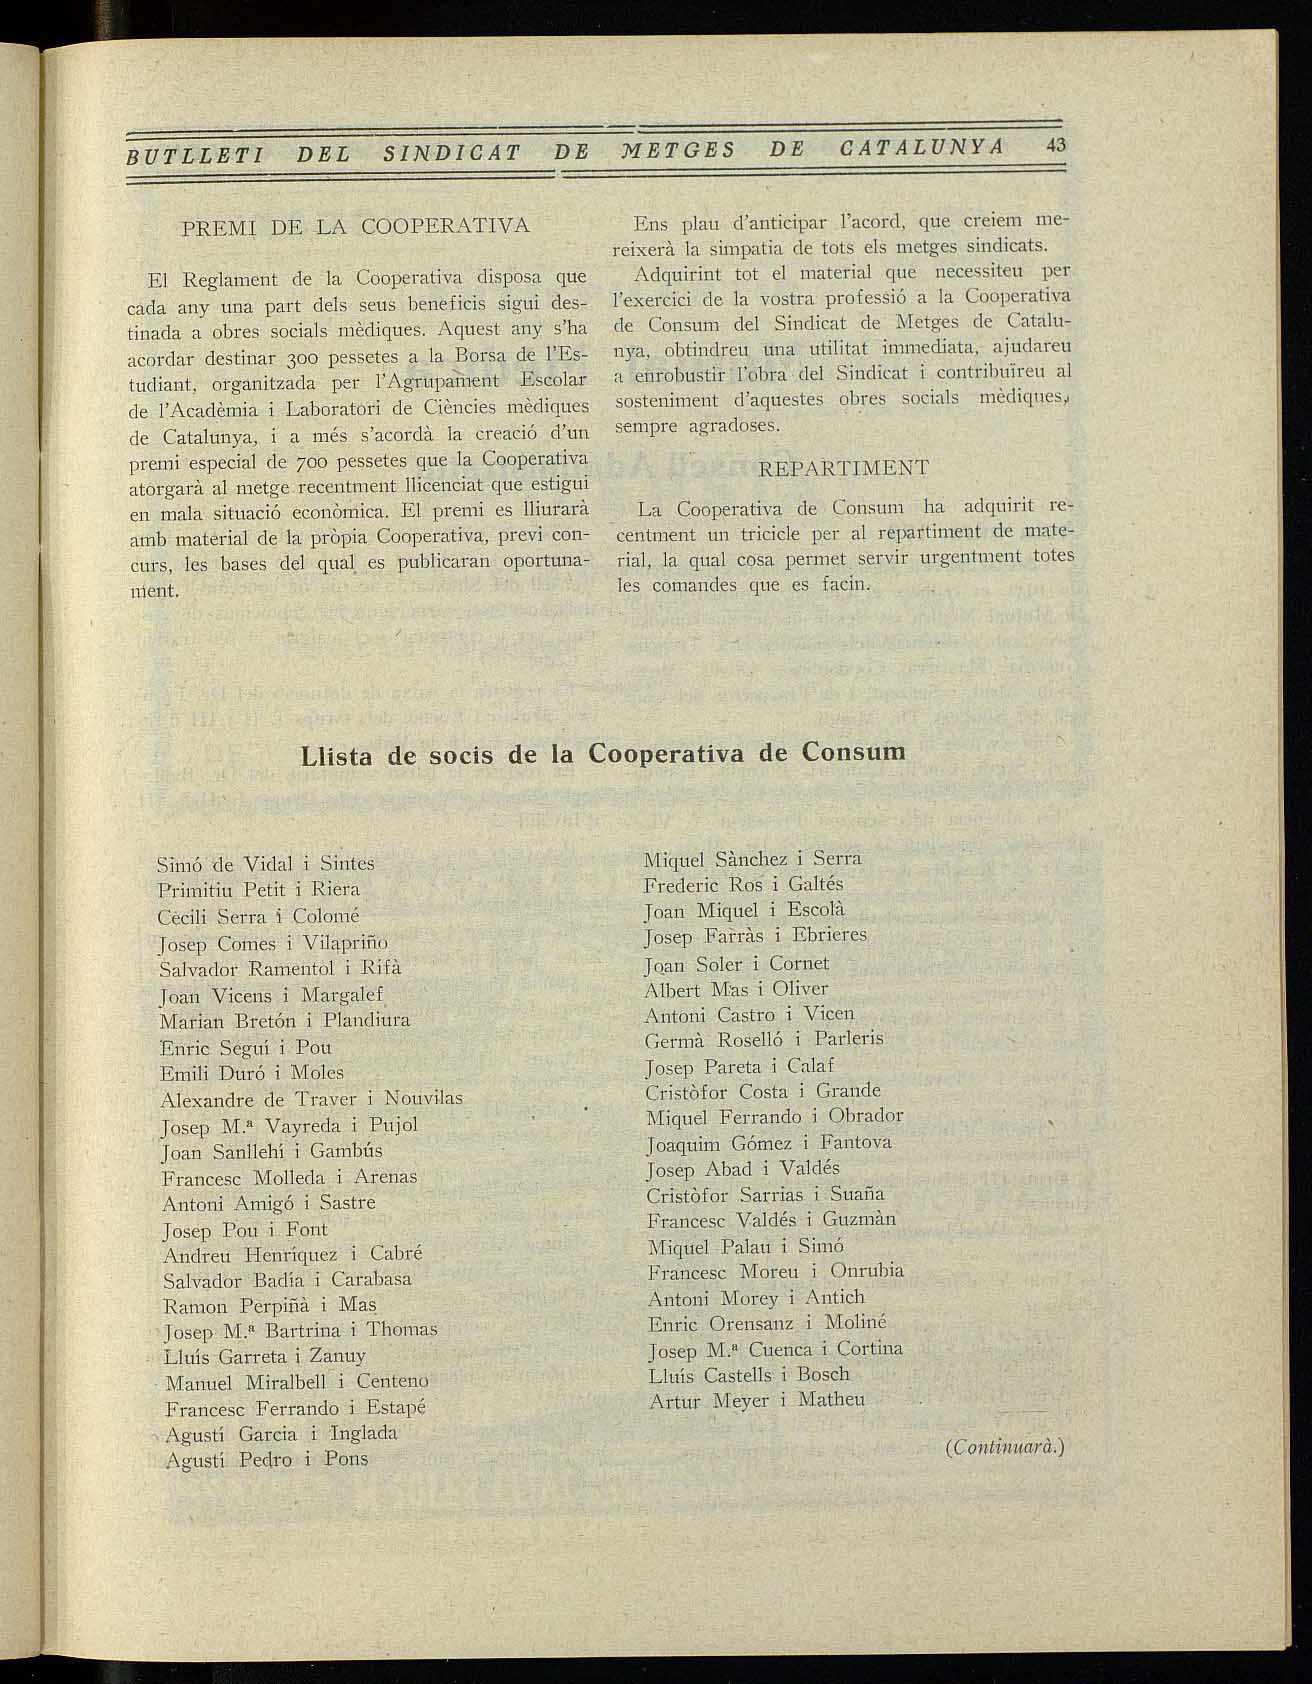 BUTLLETI DEL SINDICAT DE METGES DE CATALUNYA 43
PREMI DE LA COOPERATIVA
El Reglament de la Cooperativa disposa que
cada any una part dels seus beneficis sigui des-
tinada a obres socials mèdiques. Aquest any s'ha
acordar destinar 300 pessetes a la Borsa de l'Es-
tudiant, organitzada per l'Agrupament Escolar
de l'Acadèmia i Laboratori de Ciències mèdiques
de Catalunya, i a més s'acordà la creació d'un
premi especial de 700 pessetes que la Cooperativa
atorgarà al metge recentment llicenciat que estigui
en mala situació econòmica. El premi es lliurarà
amb material de la pròpia Cooperativa, previ con-
curs, les bases del qual es publicaran oportuna-
ment.
Ens plau d'anticipar l'acord, que creiem me-
reixerà la simpatia de tots els metges sindicats.
Adquirint tot el material que necessiteu per
l'exercici de la vostra professió a la Cooperativa
de Consum del Sindicat de Metges de Catalu-
nya, obtindreu una utilitat immediata, ajudareu
a enrobustir l'obra del Sindicat i contribuïreu al
sosteniment d'aquestes obres socials mèdiques,
sempre agradoses.
REPARTIMENT
La Cooperativa de Consum ha adquirit re-
centment un tricicle per al repartiment de mate-
rial, la qual cosa permet servir urgentment totes
les comandes que es facin.
Llista de socis de la Cooperativa de Consum
Simó de Vidal i Sintes
Primitiu Petit i Riera
Cècili Serra i Colomé
Josep Comes i Vilapriño
Salvador Ramentol i Rifà
Joan Vicens i Margalef
Marian Bretón i Plandiura
Enric Seguí i Pou
Emili Duró i Moles
Alexandre de Traver i Nouvilas
Josep M.ª Vayreda i Pujol
Joan Sanllehí i Gambús
Francesc Molleda i Arenas
Antoni Amigó i Sastre
Josep Pou i Font
Andreu Henríquez i Cabré
Salvador Badía i Carabasa
Ramon Perpiñà i Mas
Josep M.ª Bartrina i Thomas
Lluís Garreta i Zanuy
Manuel Miralbell i Centeno
Francesc Ferrando i Estapé
Agustí Garcia i Inglada
Agustí Pedro i Pons
Miquel Sànchez i Serra
Frederic Ros i Galtés
Joan Miquel i Escolà
Josep Farràs i Ebrieres
Joan Soler i Cornet
Albert Mas i Oliver
Antoni Castro i Vicen
Germà Roselló i Parleris
Josep Pareta i Calaf
Cristòfor Costa i Grande
Miquel Ferrando i Obrador
Joaquim Gómez i Fantova
Josep Abad i Valdés
Cristòfor Sarrias i Suaña
Francesc Valdés i Guzmàn
Miquel Palau i Simó
Francesc Moreu i Onrubia
Antoni Morey i Antich
Enric Orensanz i Moliné
Josep M.ª Cuenca i Cortina
Lluís Castells i Bosch
Artur Meyer i Matheu
(Continuarà.)